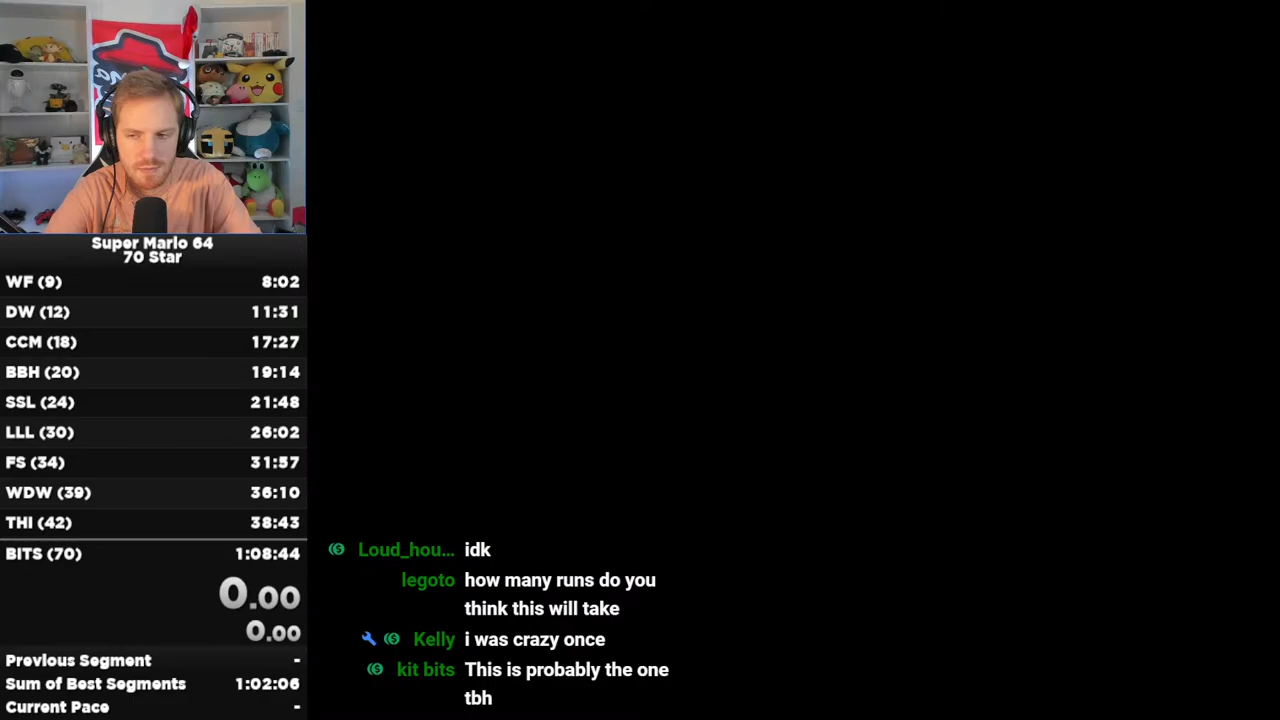 Super Mario 64
70 Star
WF (9) 8:02
DW (12) 11:31
CCM (18) 17:27
BBH (20) 19:14
SSL (24) 21:48
LLL (30) 26:02
FS (34) 31:57
WDW (39) 36:10
THI (42) 38:43
BITS (70) 1:08:44
0.00
0.00
Previous Segment -
Sum of Best Segments 1:02:06
Current Pace -
Loud_hou... idk
legoto how many runs do you
think this will take
Kelly i was crazy once
kit bits This is probably the one
tbh